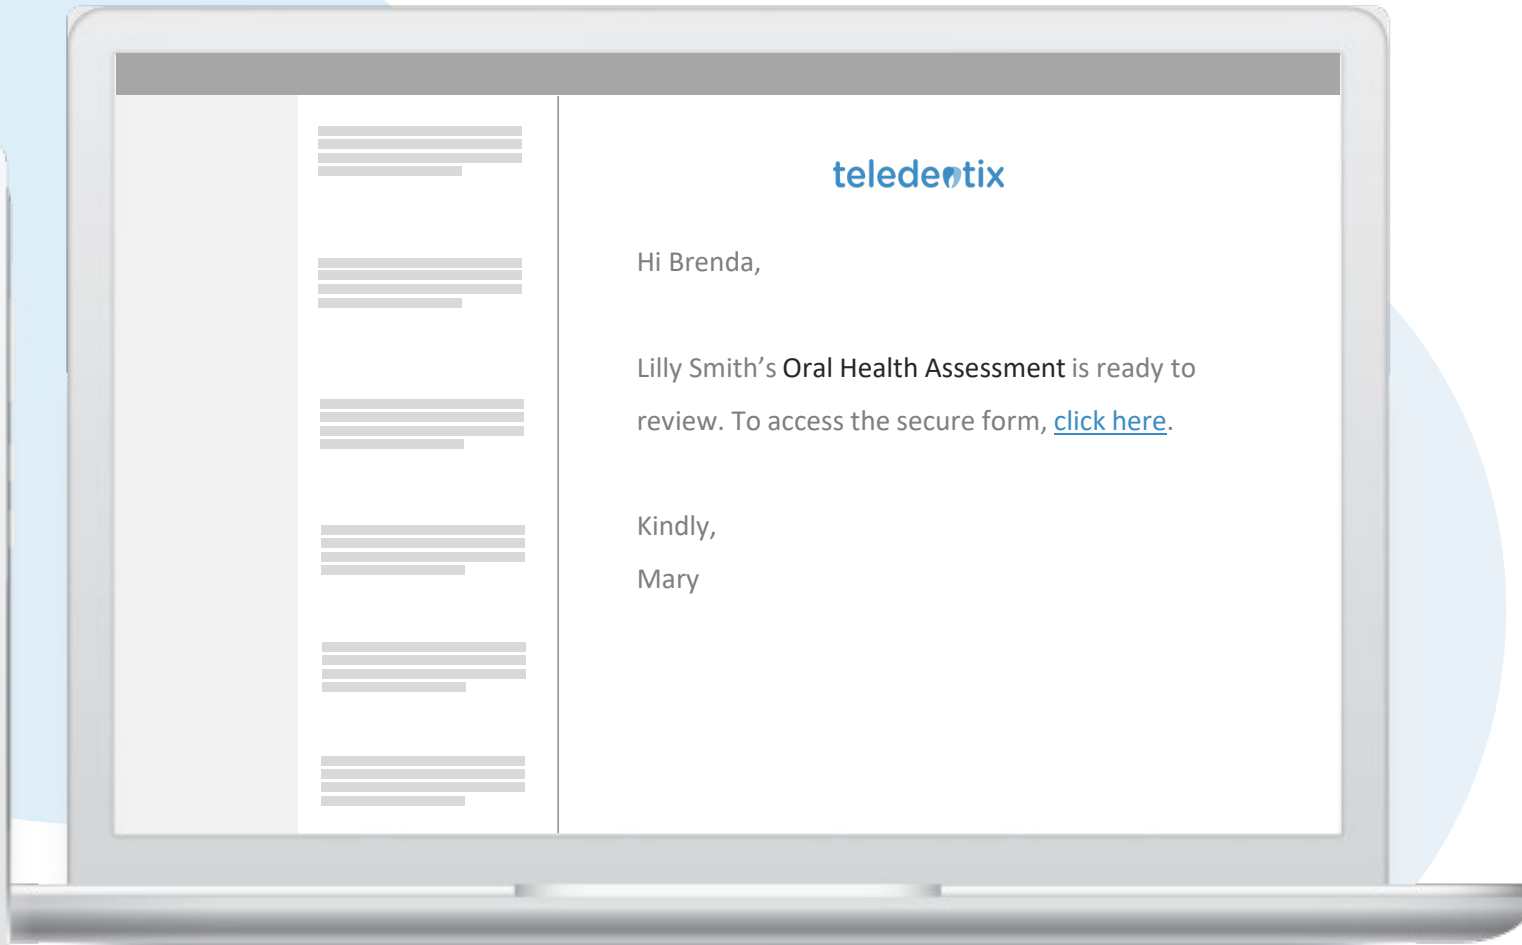 teledentix
Hi Brenda,
Lilly Smith’s Oral Health Assessment is ready to
review. To access the secure form, click here.
Kindly,
Mary